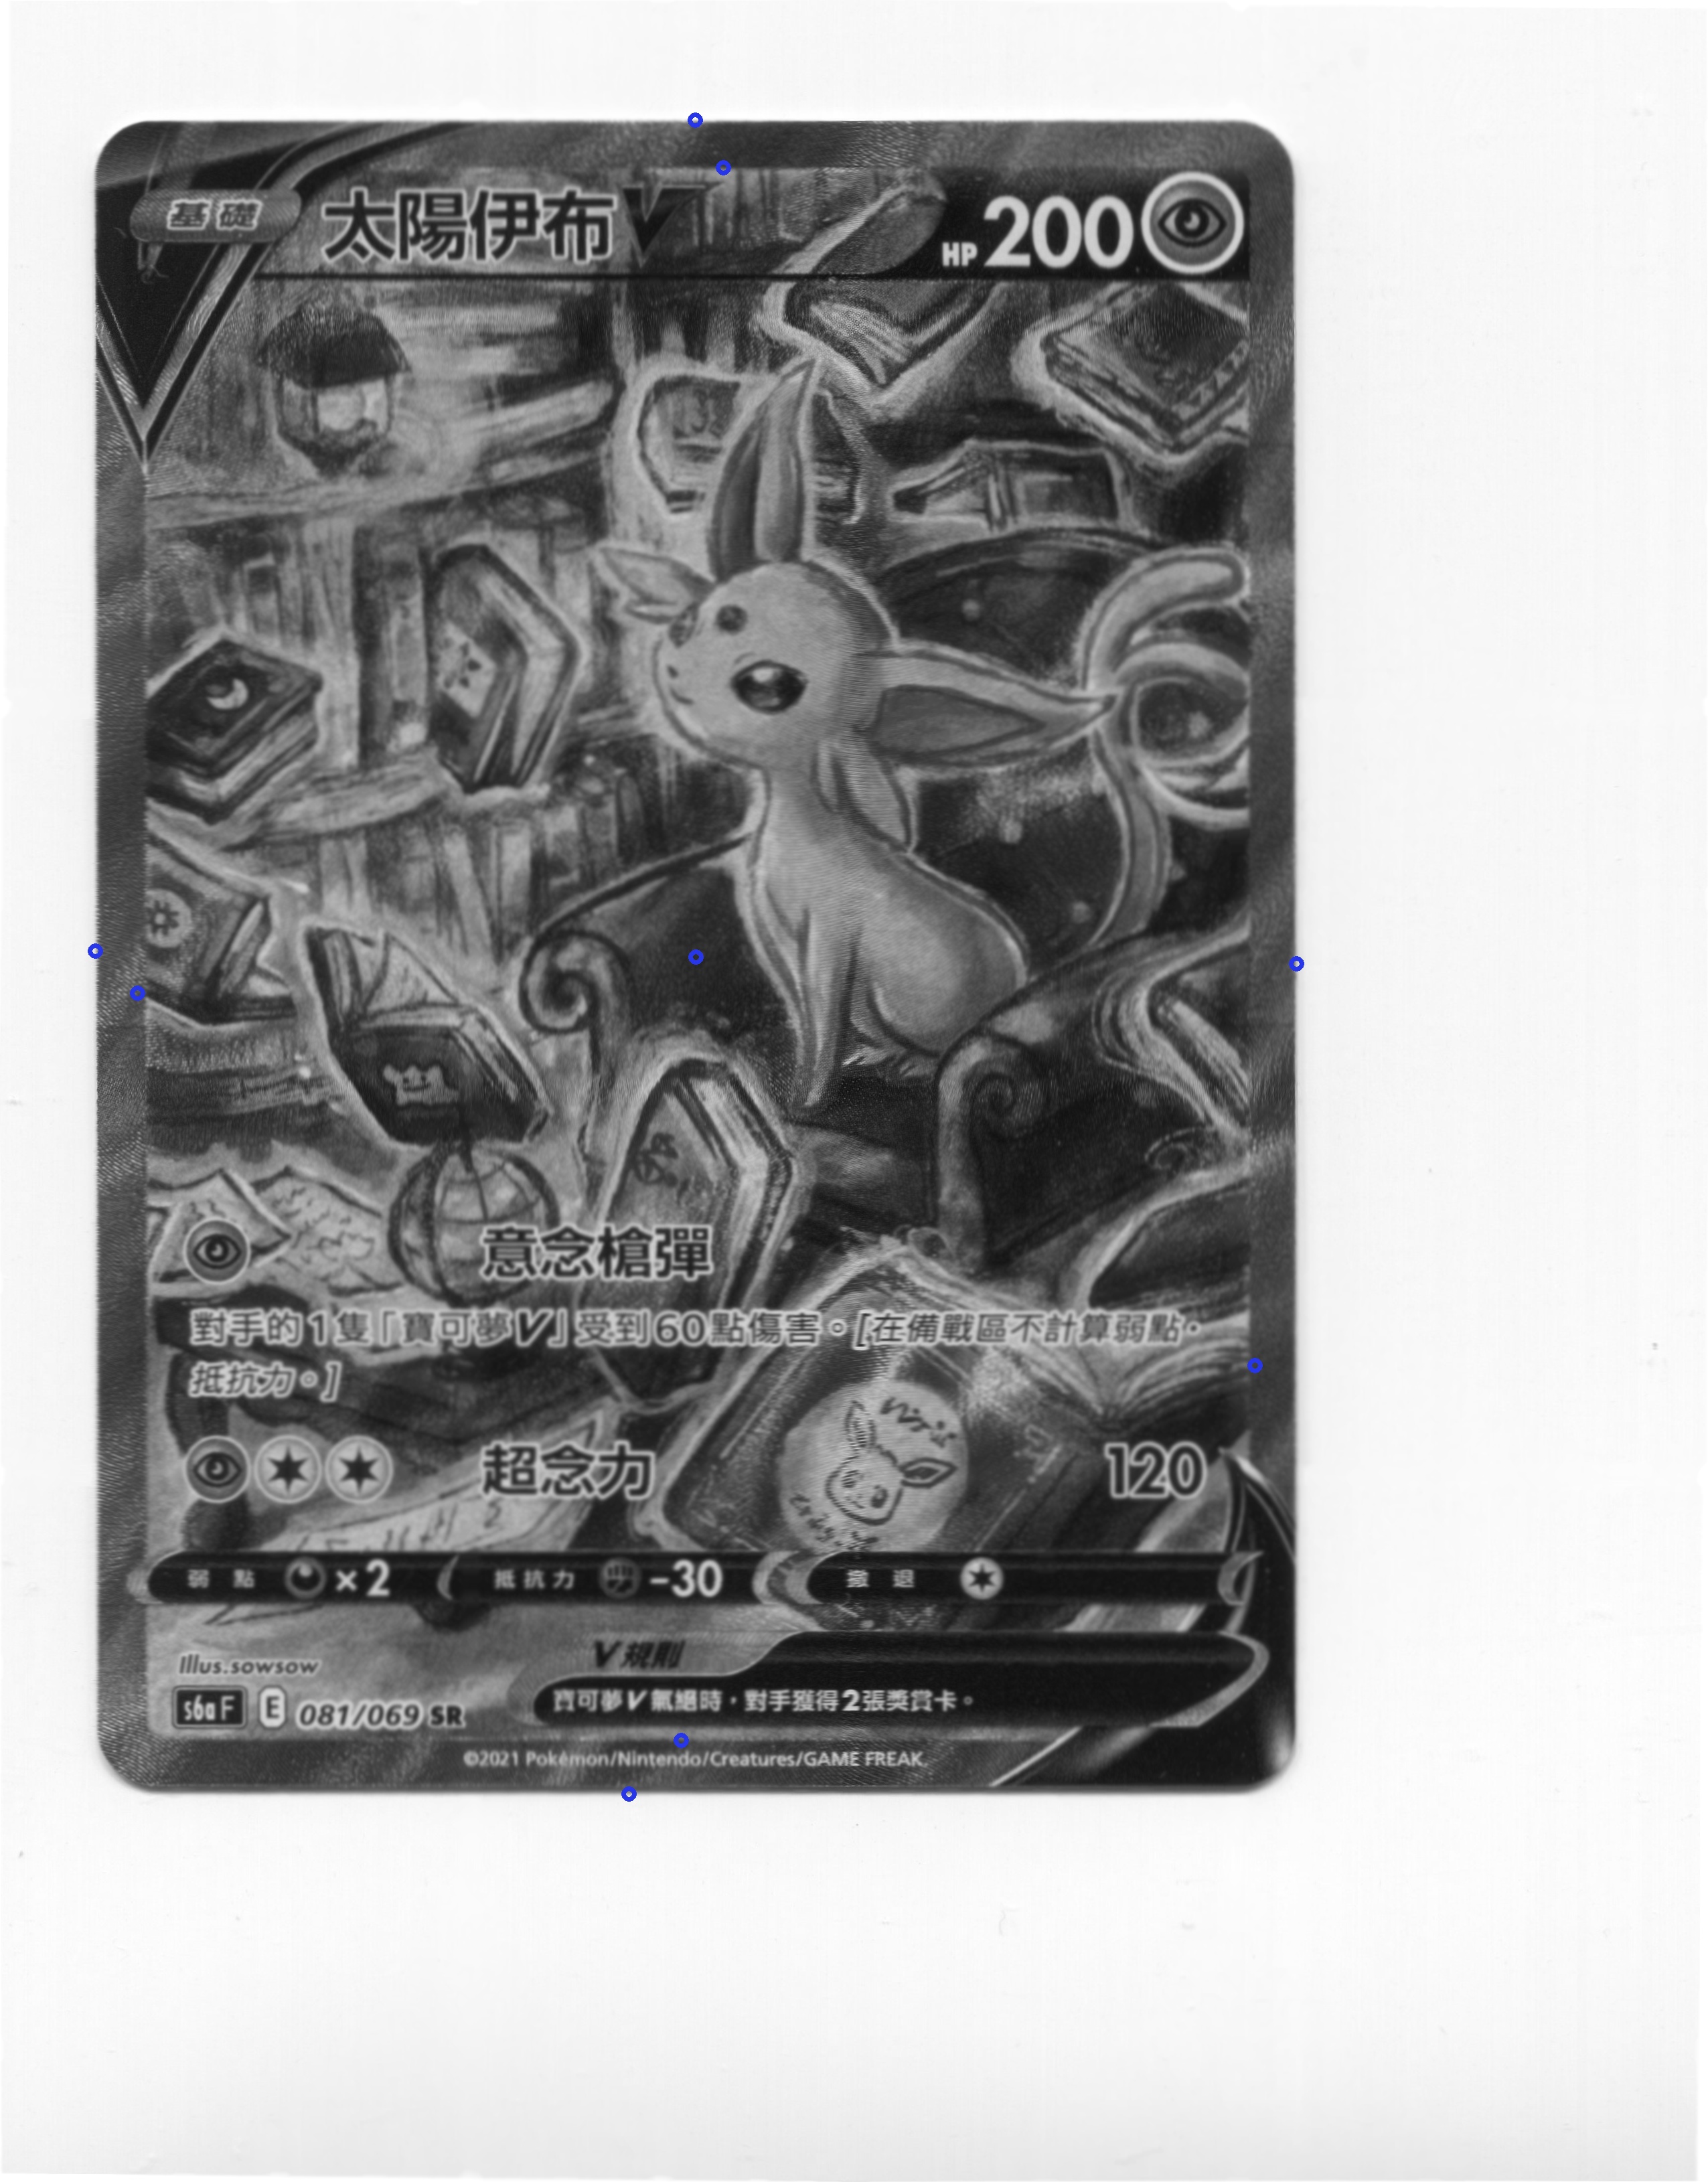 基礎 太陽伊布V HP200
意念槍彈
對手的1隻「寶可夢V」受到60點傷害。[在備戰區不計算弱點・
抵抗力。]
超念力 120
弱點 ×2 抵抗力 -30 撤退
V規則
寶可夢V氣絕時,對手獲得2張獎賞卡。
Illus.sowsow
s6a F E 081/069 SR
©2021 Pokémon/Nintendo/Creatures/GAME FREAK.